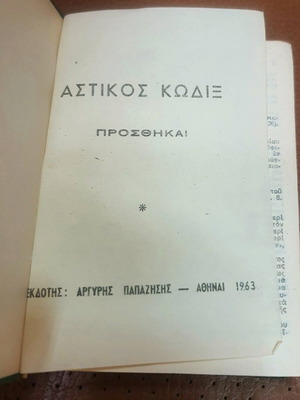 ΑΣΤΙΚΟΣ ΚΩΔΙΞ
ΠΡΟΣΘΗΚΑΙ
*
ΕΚΔΟΤΗΣ: ΑΡΓΥΡΗΣ ΠΑΠΑΖΗΣΗΣ — ΑΘΗΝΑΙ 1963